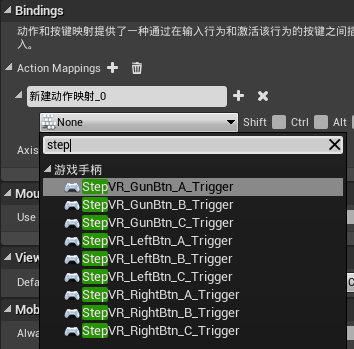 Bindings
动作和按键映射提供了一种通过在输入行为和激活该行为的按键之间插
入。
Action Mappings
新建动作映射_0
None Shift Ctrl Alt
step
Axis
游戏手柄
StepVR_GunBtn_A_Trigger
Mou
StepVR_GunBtn_B_Trigger
Use
StepVR_GunBtn_C_Trigger
StepVR_LeftBtn_A_Trigger
View
StepVR_LeftBtn_B_Trigger
Defa
StepVR_LeftBtn_C_Trigger
StepVR_RightBtn_A_Trigger
Mob
StepVR_RightBtn_B_Trigger
Alwa
StepVR_RightBtn_C_Trigger